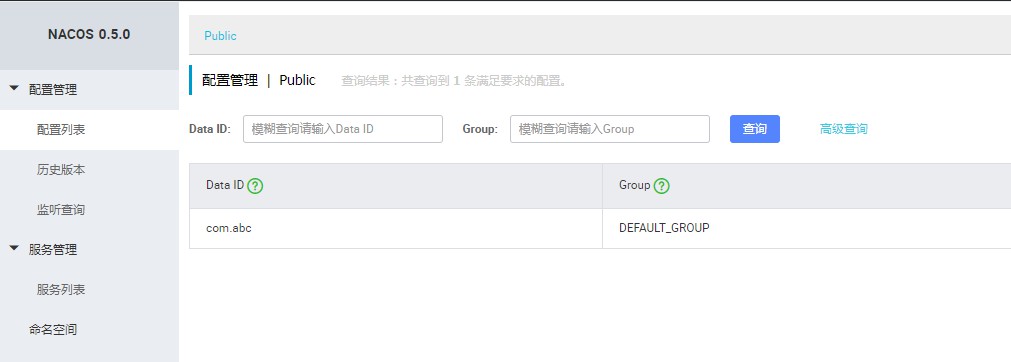 NACOS 0.5.0
配置管理
配置列表
历史版本
监听查询
服务管理
服务列表
命名空间
Public
配置管理 | Public 查询结果：共查询到 1 条满足要求的配置。
Data ID: 模糊查询请输入Data ID Group: 模糊查询请输入Group 查询 高级查询
Data ID ? Group ?
com.abc DEFAULT_GROUP